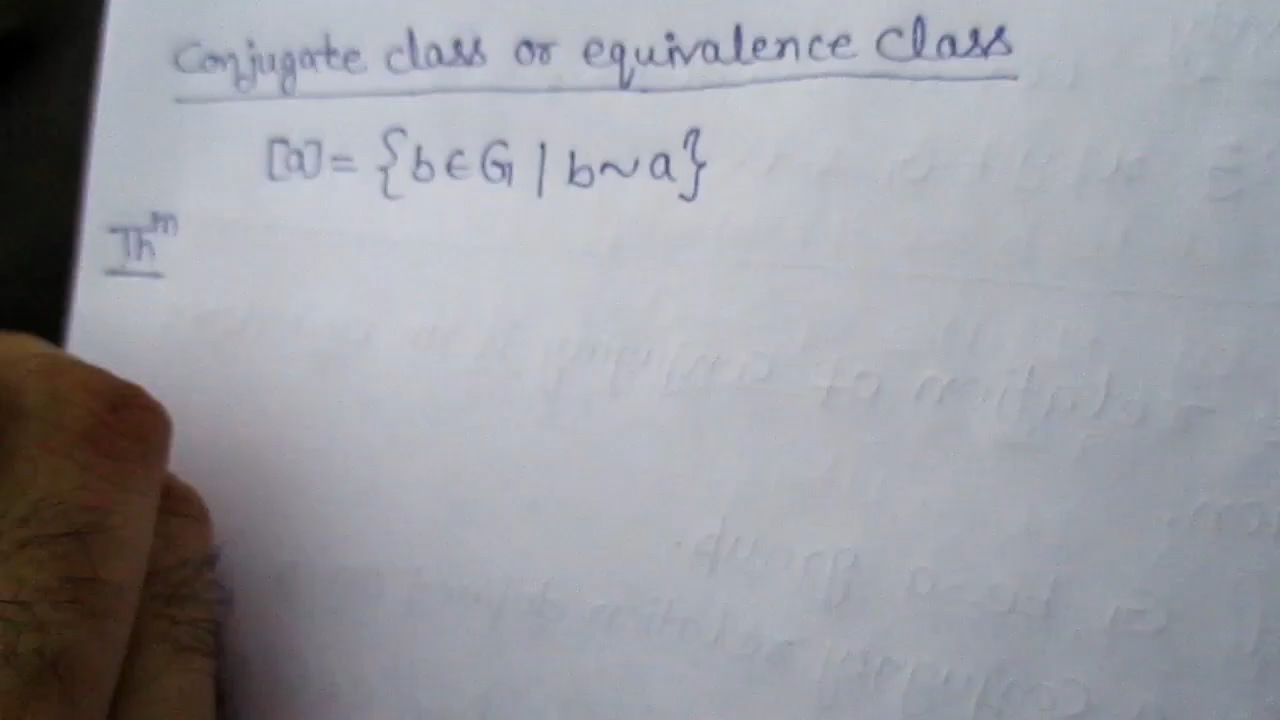 Conjugate class or equivalence class
[a] = {b ∈ G | b ~ a}
Thᵐ